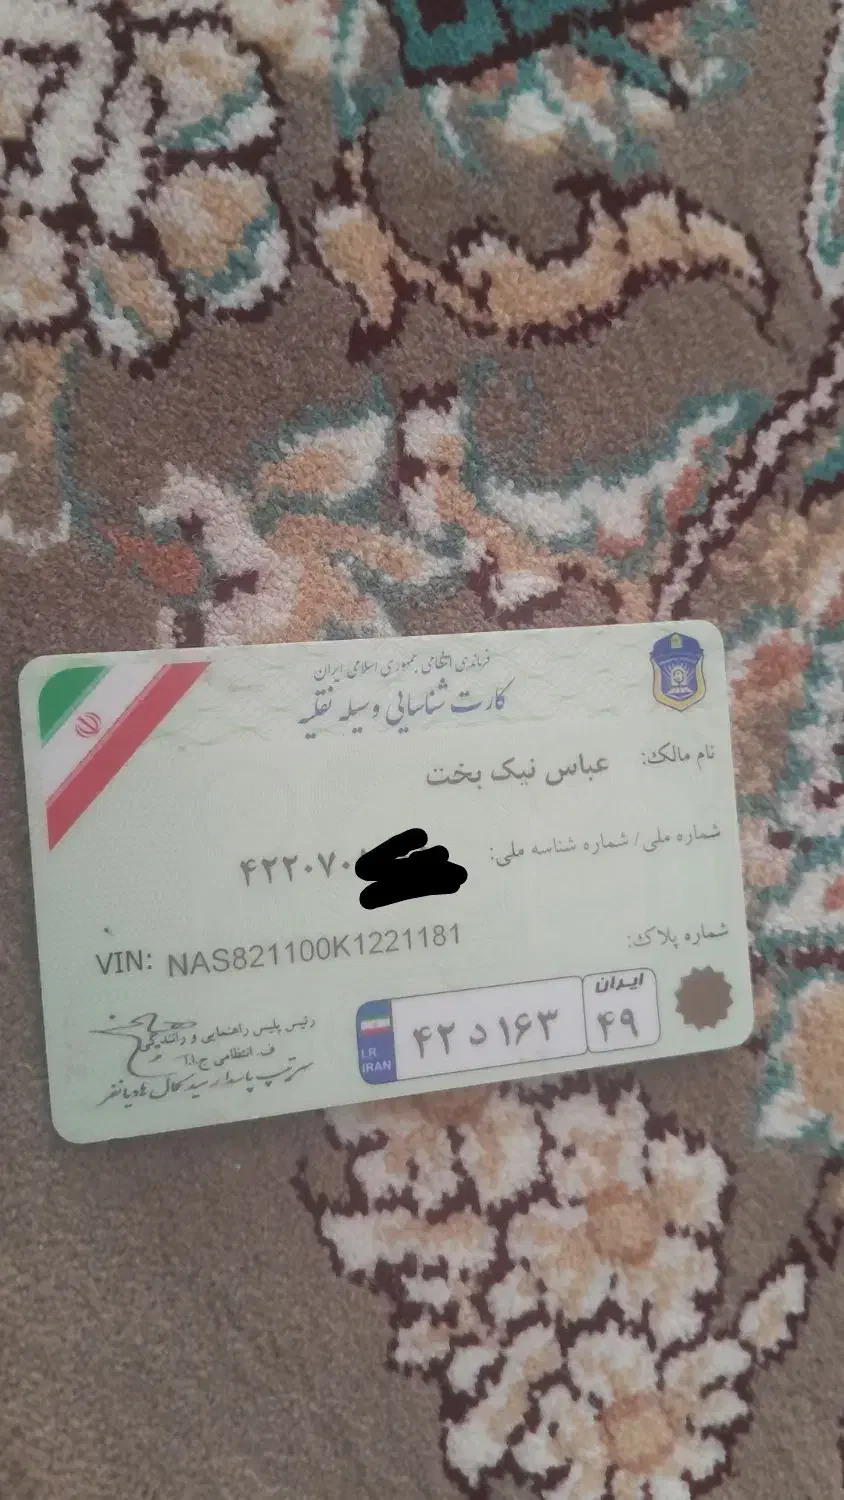 فرماندهی انتظامی جمهوری اسلامی ایران
کارت شناسایی وسیله نقلیه
نام مالک: عباس نیک بخت
شماره ملی / شماره شناسه ملی: ۴۲۲۰۷۰
VIN: NAS821100K1221181
شماره پلاک:
I.R.
IRAN
۴۲ د ۱۶۳
ایران
۴۹
رئیس پلیس راهنمایی و رانندگی
ف. انتظامی ج.ا.ا
سرتیپ پاسدار سید کمال هادیانفر